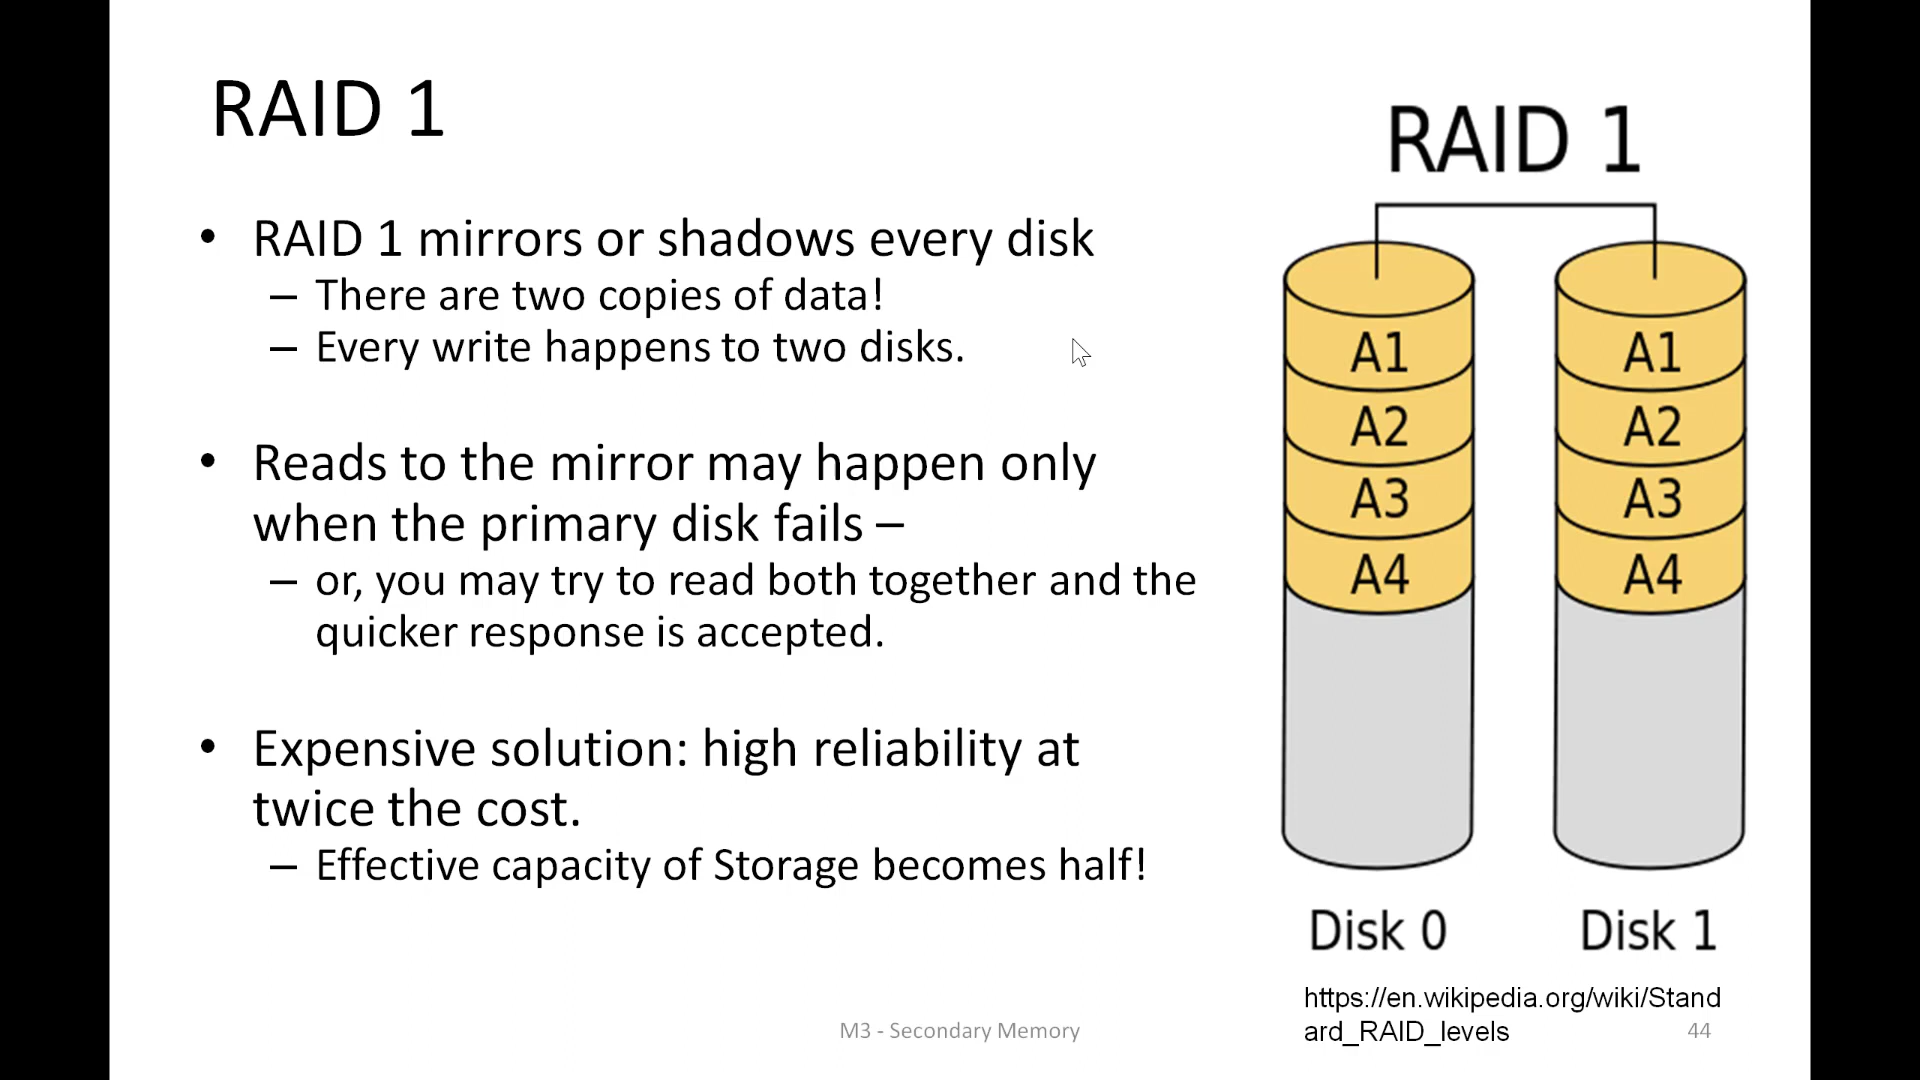 RAID 1
• RAID 1 mirrors or shadows every disk
– There are two copies of data!
– Every write happens to two disks.
• Reads to the mirror may happen only
when the primary disk fails –
– or, you may try to read both together and the
quicker response is accepted.
• Expensive solution: high reliability at
twice the cost.
– Effective capacity of Storage becomes half!
RAID 1
A1 A1
A2 A2
A3 A3
A4 A4
Disk 0 Disk 1
https://en.wikipedia.org/wiki/Stand
ard_RAID_levels
M3 - Secondary Memory
44